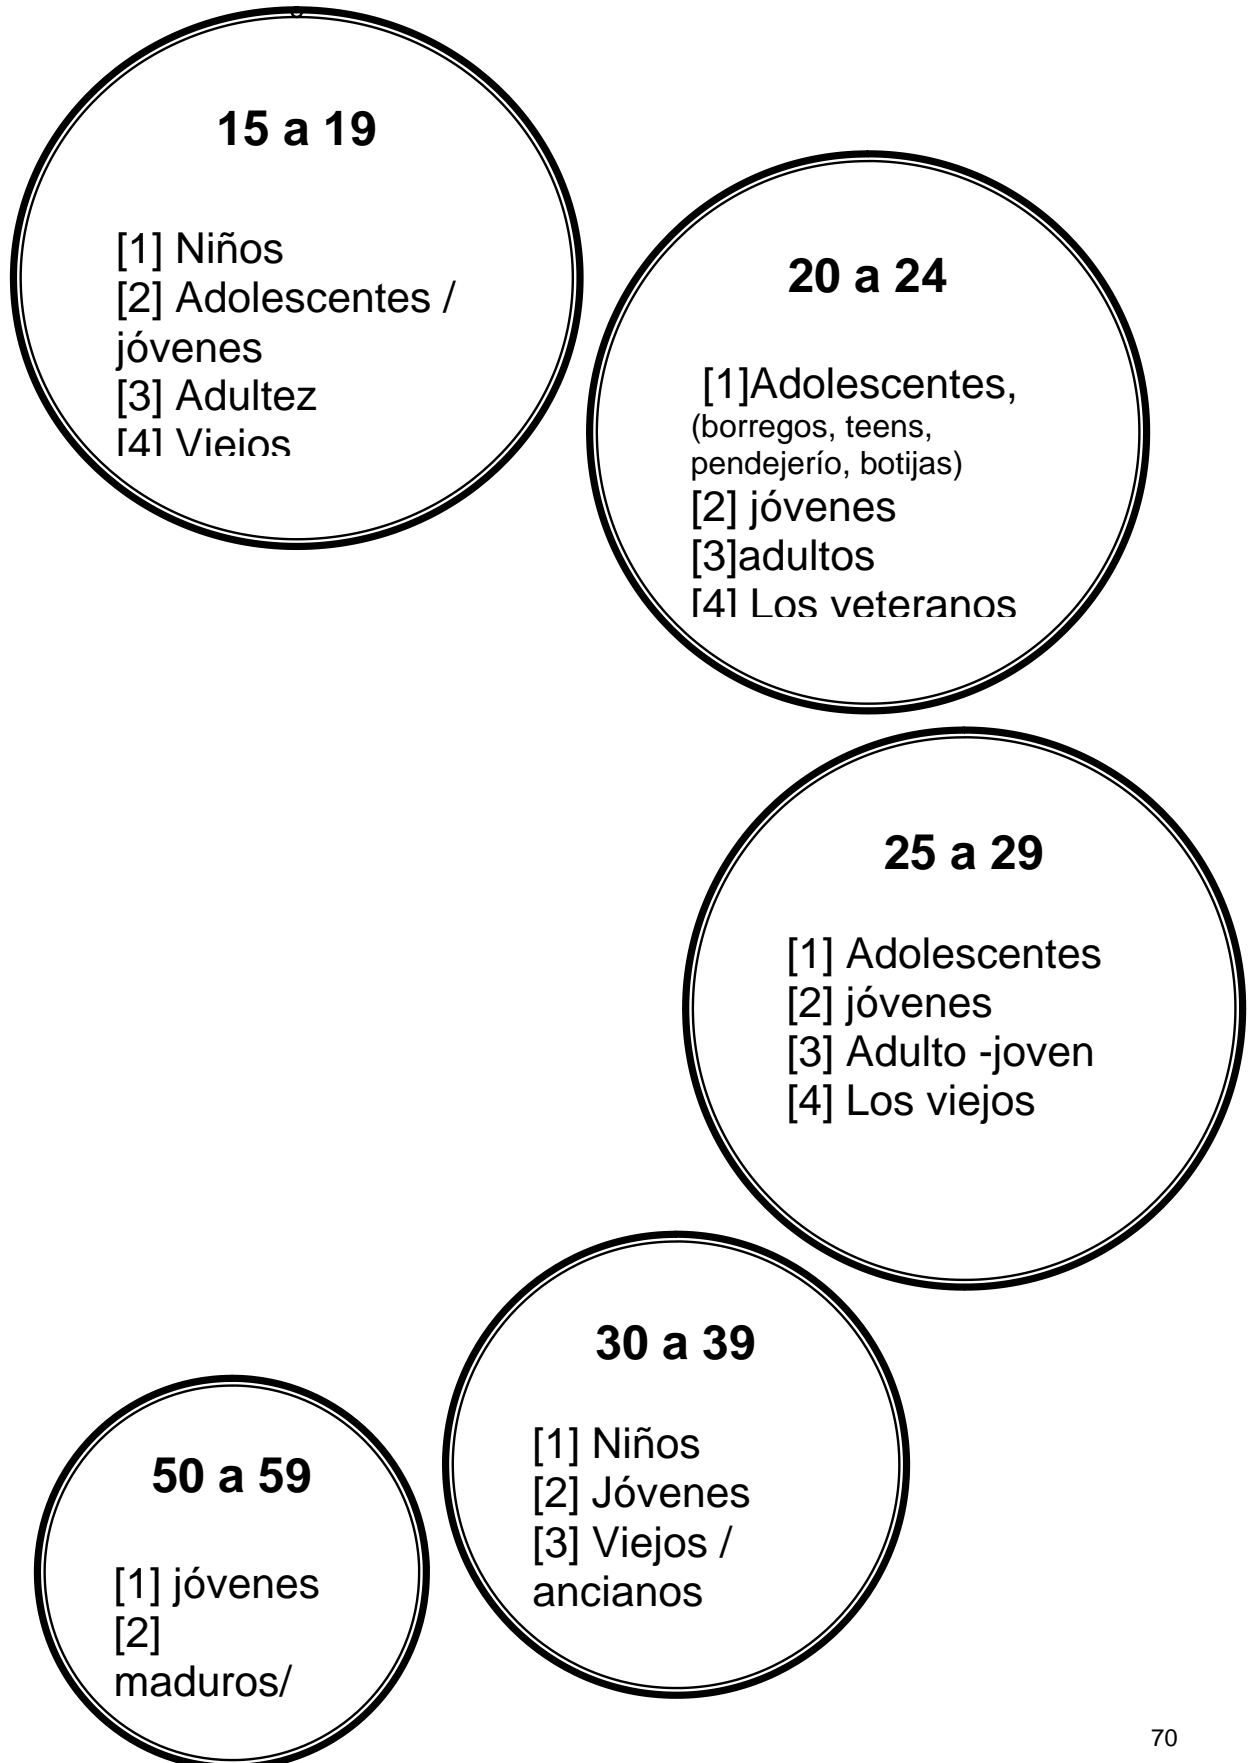 15 a 19
[1] Niños
[2] Adolescentes /
jóvenes
[3] Adultez
[4] Viejos
20 a 24
[1]Adolescentes,
(borregos, teens,
pendejerío, botijas)
[2] jóvenes
[3]adultos
[4] Los veteranos
25 a 29
[1] Adolescentes
[2] jóvenes
[3] Adulto -joven
[4] Los viejos
30 a 39
[1] Niños
[2] Jóvenes
[3] Viejos /
ancianos
50 a 59
[1] jóvenes
[2]
maduros/
70